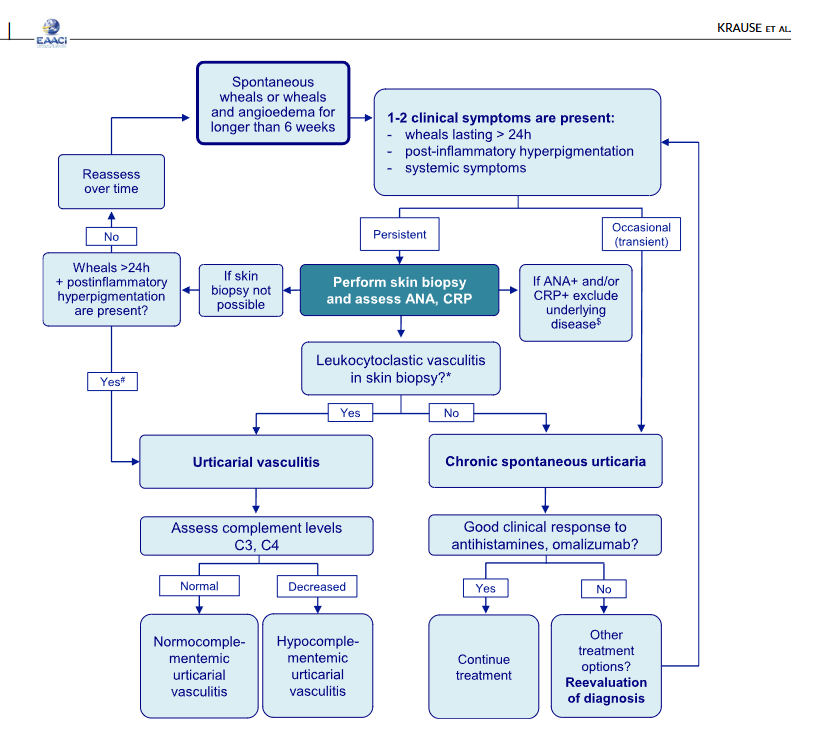 EAACI
KRAUSE ET AL.
Spontaneous
wheals or wheals
and angioedema for
longer than 6 weeks
1-2 clinical symptoms are present:
- wheals lasting > 24h
- post-inflammatory hyperpigmentation
- systemic symptoms
Reassess
over time
No
Persistent
Occasional
(transient)
Wheals >24h
+ postinflammatory
hyperpigmentation
are present?
If skin
biopsy not
possible
Perform skin biopsy
and assess ANA, CRP
If ANA+ and/or
CRP+ exclude
underlying
disease$
Leukocytoclastic vasculitis
in skin biopsy?*
Yes#
Yes
No
Urticarial vasculitis
Chronic spontaneous urticaria
Assess complement levels
C3, C4
Good clinical response to
antihistamines, omalizumab?
Normal
Decreased
Yes
No
Normocomple-
mentemic
urticarial
vasculitis
Hypocomple-
mentemic
urticarial
vasculitis
Continue
treatment
Other
treatment
options?
Reevaluation
of diagnosis